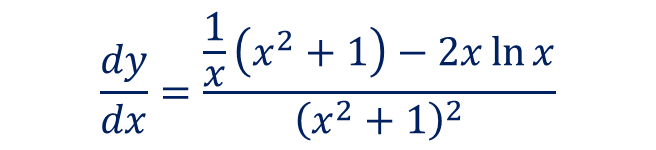 dy/dx = (1/x (x² + 1) − 2x ln x) / (x² + 1)²